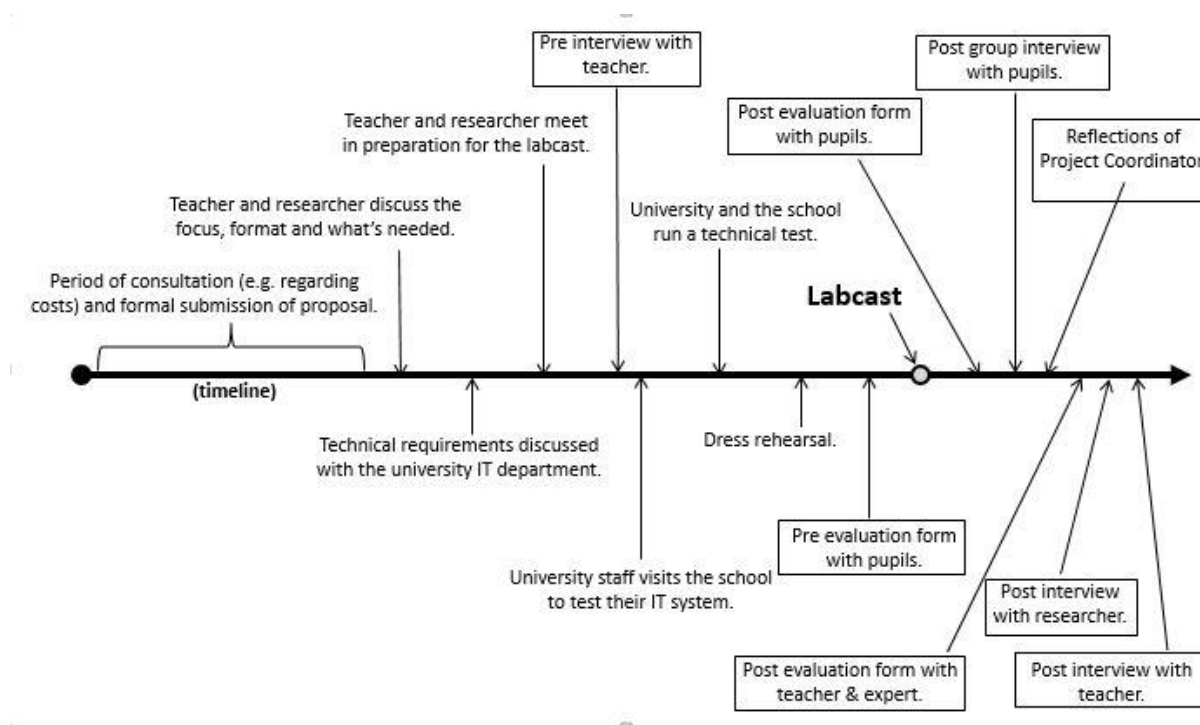 Pre interview with
teacher.
Post group interview
with pupils.
Post evaluation form
with pupils.
Teacher and researcher meet
in preparation for the labcast.
Reflections of
Project Coordinator
Teacher and researcher discuss the
focus, format and what's needed.
University and the school
run a technical test.
Period of consultation (e.g. regarding
costs) and formal submission of proposal.
Labcast
(timeline)
Technical requirements discussed
with the university IT department.
Dress rehearsal.
Pre evaluation form
with pupils.
University staff visits the school
to test their IT system.
Post interview
with researcher.
Post evaluation form with
teacher & expert.
Post interview with
teacher.